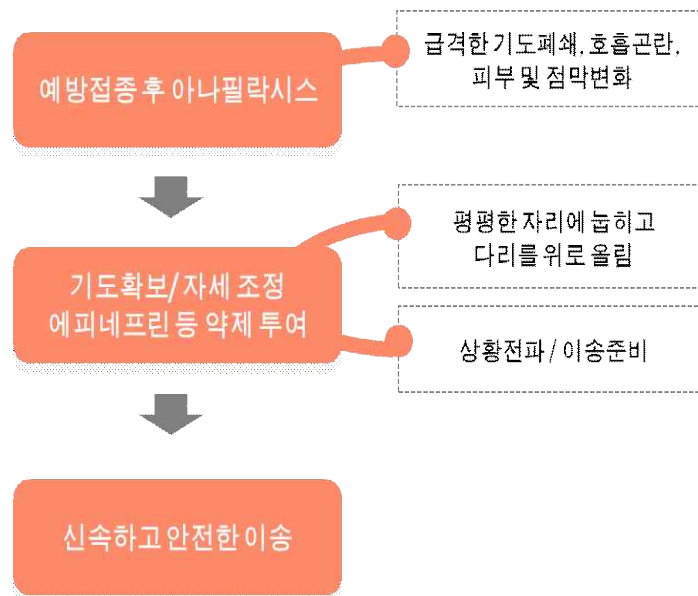 예방접종 후 아나필락시스
급격한 기도폐쇄, 호흡곤란,
피부 및 점막변화
기도확보/ 자세 조정
에피네프린 등 약제 투여
평평한 자리에 눕히고
다리를 위로 올림
상황전파 / 이송준비
신속하고 안전한 이송